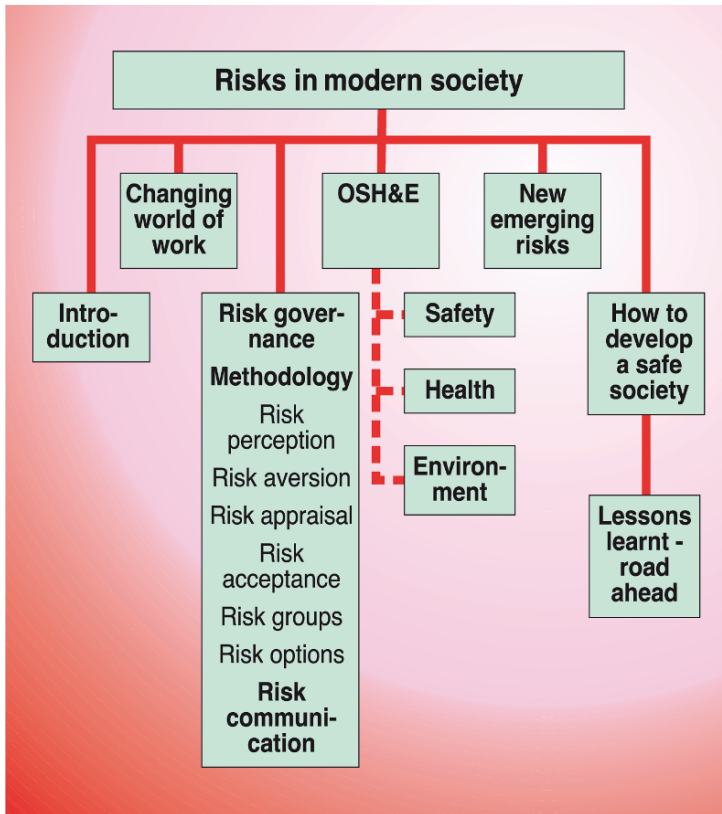 Risks in modern society
Changing
world of
work
OSH&E
New
emerging
risks
Intro-
duction
Risk gover-
nance
Methodology
Risk
perception
Risk aversion
Risk appraisal
Risk
acceptance
Risk groups
Risk options
Risk
communi-
cation
Safety
Health
Environ-
ment
How to
develop
a safe
society
Lessons
learnt -
road
ahead